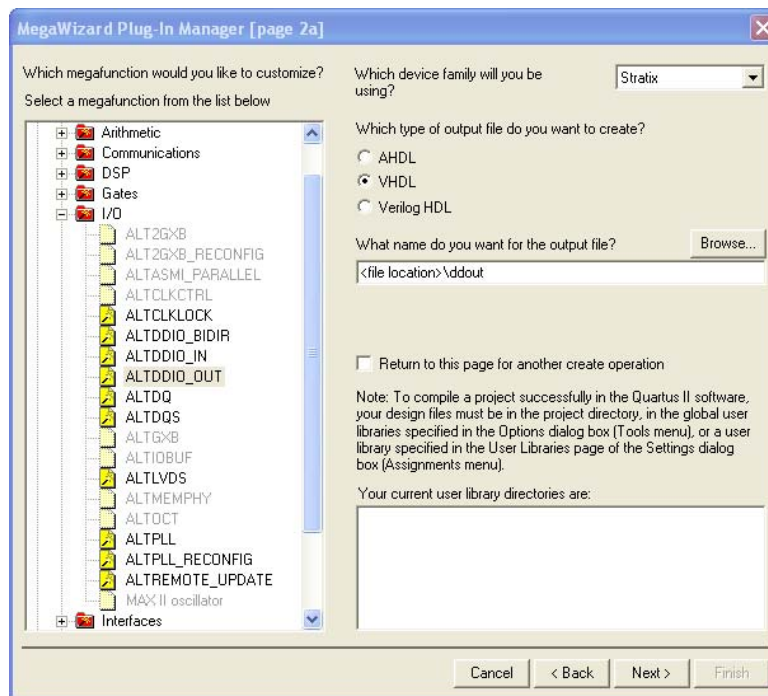 MegaWizard Plug-In Manager [page 2a]
Which megafunction would you like to customize?
Select a megafunction from the list below
Arithmetic
Communications
DSP
Gates
I/O
ALT2GXB
ALT2GXB_RECONFIG
ALTASMI_PARALLEL
ALTCLKCTRL
ALTCLKLOCK
ALTDDIO_BIDIR
ALTDDIO_IN
ALTDDIO_OUT
ALTDQ
ALTDQS
ALTGXB
ALTIOBUF
ALTLVDS
ALTMEMPHY
ALTOCT
ALTPLL
ALTPLL_RECONFIG
ALTREMOTE_UPDATE
MAX II oscillator
Interfaces
Which device family will you be
using?
Stratix
Which type of output file do you want to create?
AHDL
VHDL
Verilog HDL
What name do you want for the output file?
Browse...
<file location>\ddout
Return to this page for another create operation
Note: To compile a project successfully in the Quartus II software,
your design files must be in the project directory, in the global user
libraries specified in the Options dialog box (Tools menu), or a user
library specified in the User Libraries page of the Settings dialog
box (Assignments menu).
Your current user library directories are:
Cancel
< Back
Next >
Finish